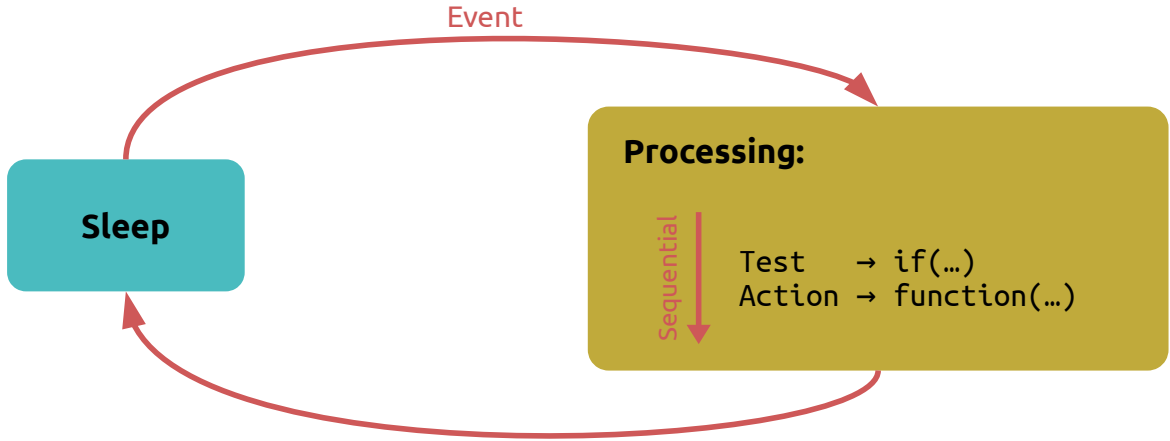 Event
Sleep
Processing:
Sequential
Test → if(…)
Action → function(…)